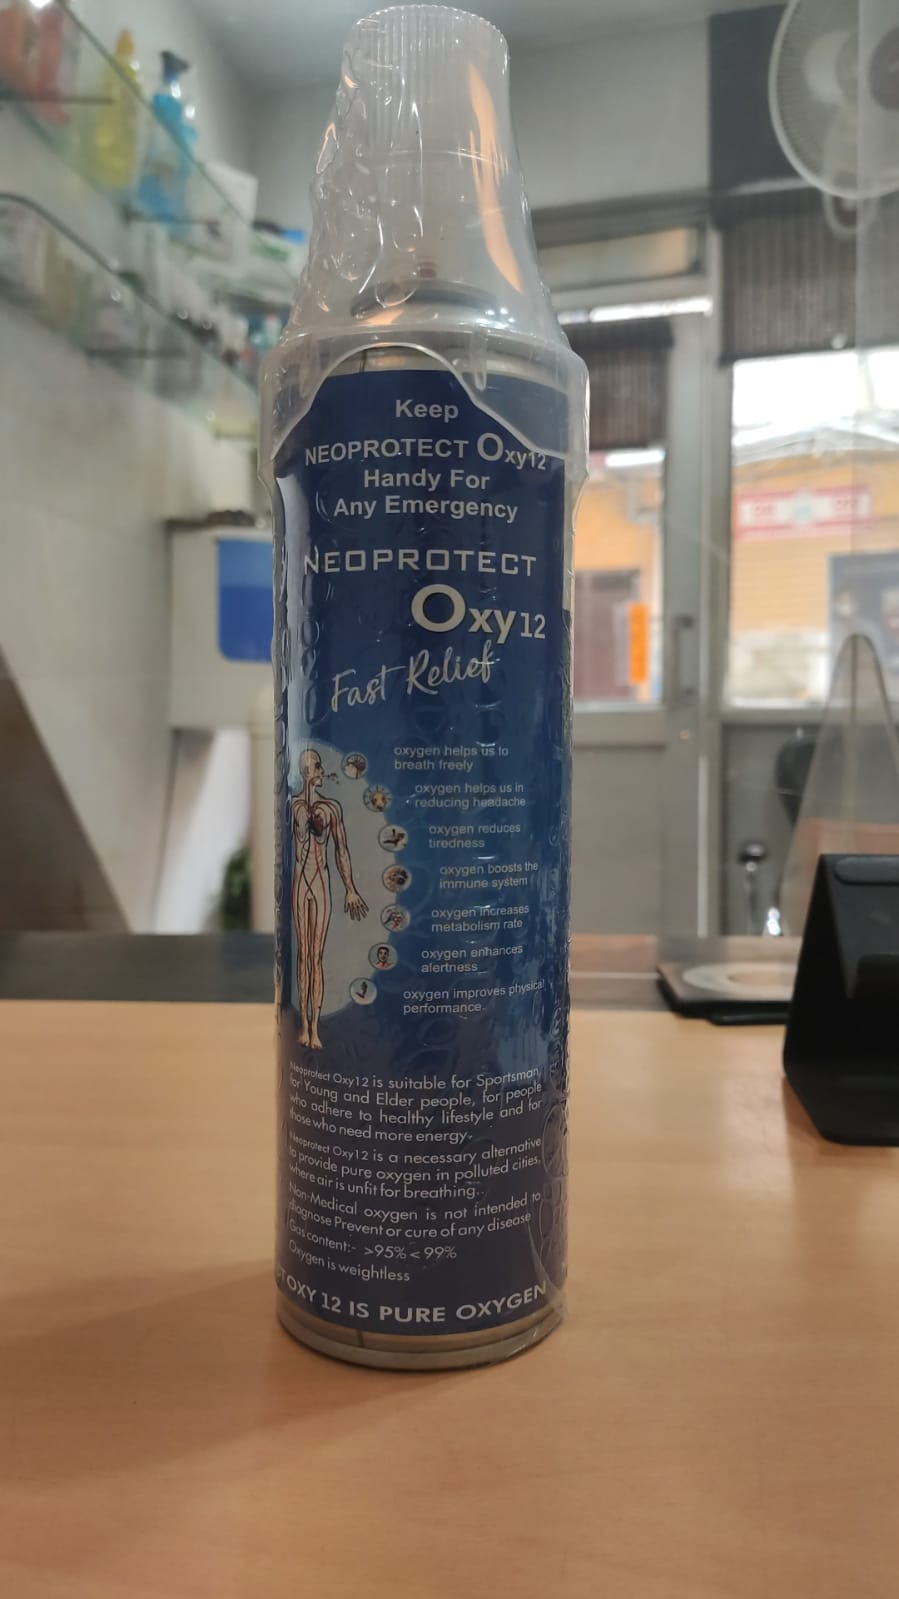 Keep
NEOPROTECT Oxy12
Handy For
Any Emergency
NEOPROTECT
Oxy12
Fast Relief
oxygen helps us to
breath freely
oxygen helps us in
reducing headache
oxygen reduces
tiredness
oxygen boosts the
immune system
oxygen increases
metabolism rate
oxygen enhances
alertness
oxygen improves physical
performance.
Neoprotect Oxy12 is suitable for Sportsman,
for Young and Elder people, for people
who adhere to healthy lifestyle and for
those who need more energy.
Neoprotect Oxy12 is a necessary alternative
to provide pure oxygen in polluted cities,
where air is unfit for breathing..
Non-Medical oxygen is not intended to
diagnose Prevent or cure of any disease
Gas content:- >95% < 99%
Oxygen is weightless
CT OXY 12 IS PURE OXYGEN